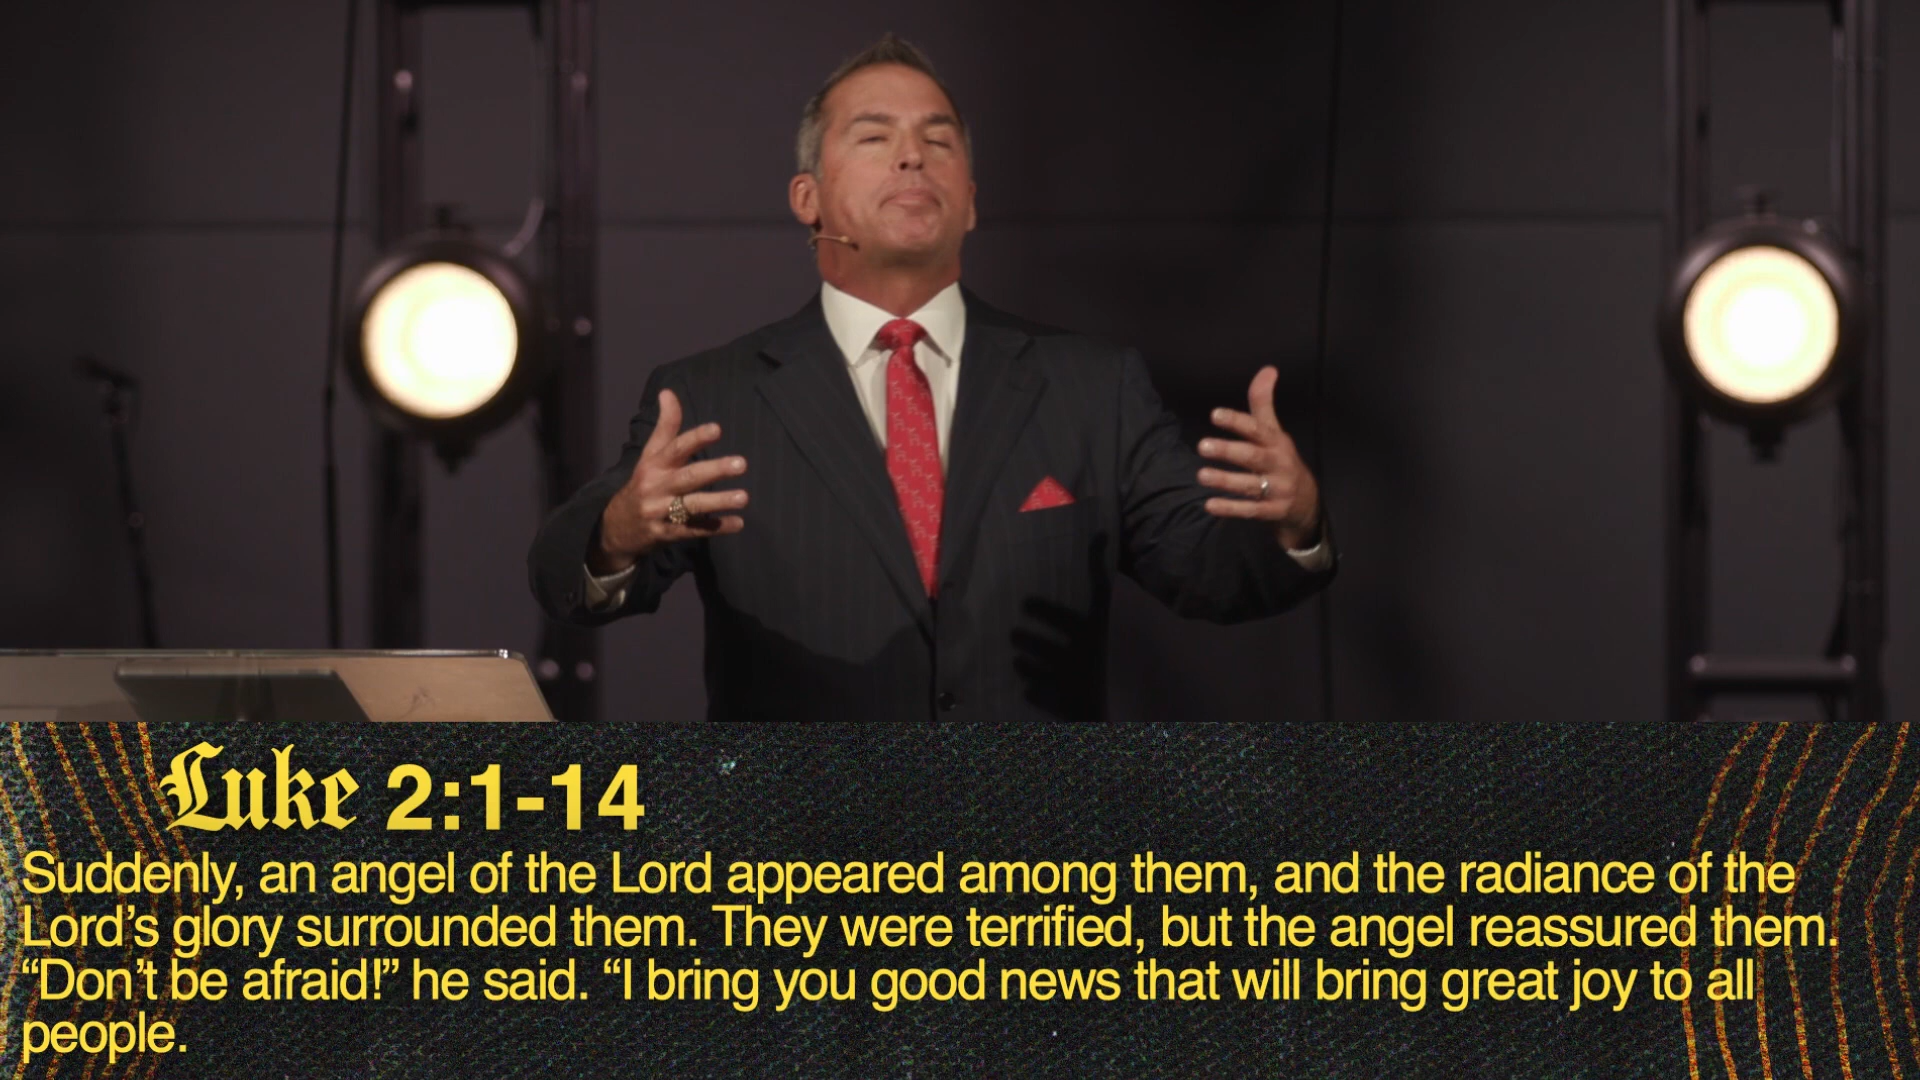 Luke 2:1-14
Suddenly, an angel of the Lord appeared among them, and the radiance of the
Lord’s glory surrounded them. They were terrified, but the angel reassured them.
“Don’t be afraid!” he said. “I bring you good news that will bring great joy to all
people.